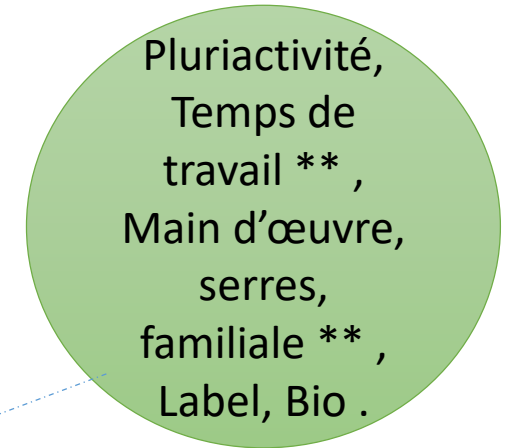 Pluriactivité,
Temps de
travail ** ,
Main d’œuvre,
serres,
familiale ** ,
Label, Bio .